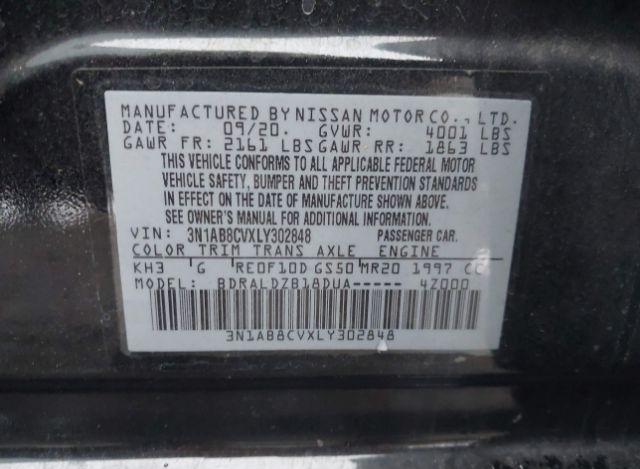 MANUFACTURED BY NISSAN MOTOR CO., LTD.
DATE: 09/20. GVWR: 4001 LBS
GAWR FR: 2161 LBS GAWR RR: 1863 LBS
THIS VEHICLE CONFORMS TO ALL APPLICABLE FEDERAL MOTOR
VEHICLE SAFETY, BUMPER AND THEFT PREVENTION STANDARDS
IN EFFECT ON THE DATE OF MANUFACTURE SHOWN ABOVE.
SEE OWNER'S MANUAL FOR ADDITIONAL INFORMATION.
VIN: 3N1AB8CVXLY302848 PASSENGER CAR.
COLOR TRIM TRANS AXLE ENGINE
KH3 G RE0F10D GS50 MR20 1997 CC
MODEL: BDRALDZB18DUA----- 4Z000
3N1AB8CVXLY302848